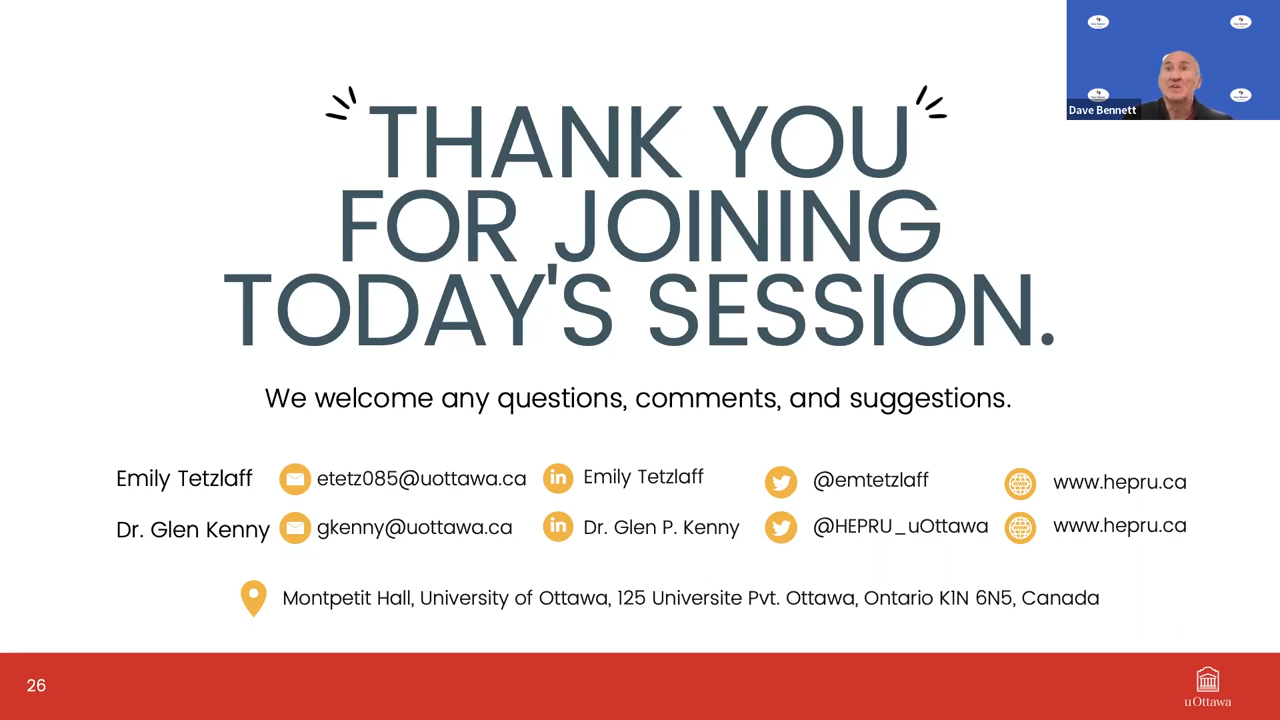 Dave Bennett
THANK YOU
FOR JOINING
TODAY'S SESSION.
We welcome any questions, comments, and suggestions.
Emily Tetzlaff etetz085@uottawa.ca in Emily Tetzlaff @emtetzlaff www.hepru.ca
Dr. Glen Kenny gkenny@uottawa.ca in Dr. Glen P. Kenny @HEPRU_uOttawa www.hepru.ca
Montpetit Hall, University of Ottawa, 125 Universite Pvt. Ottawa, Ontario K1N 6N5, Canada
26
uOttawa